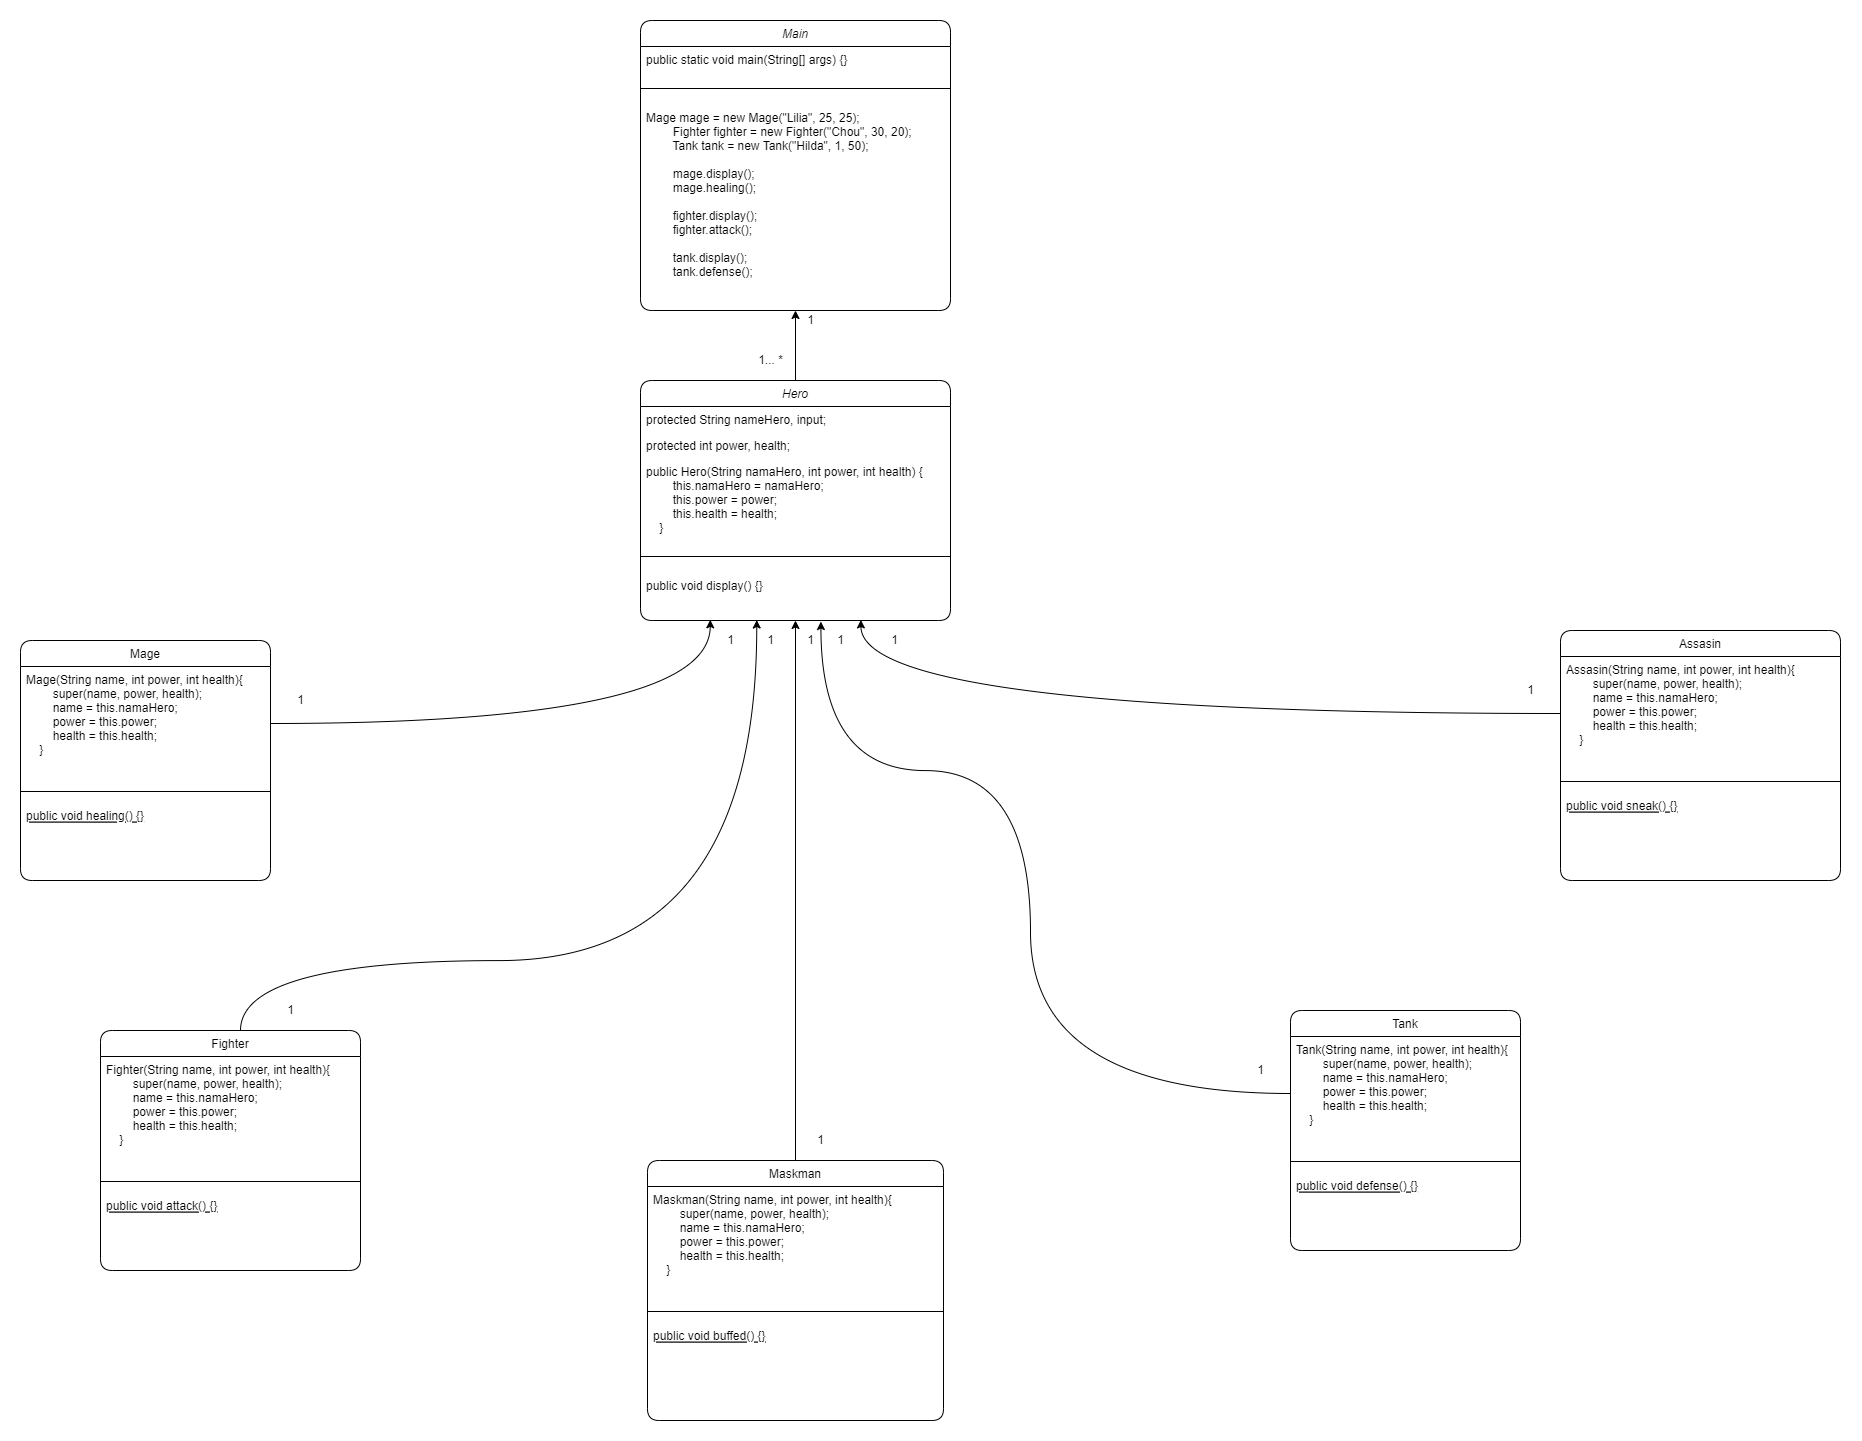 Main
public static void main(String[] args) {}
Mage mage = new Mage("Lilia", 25, 25);
Fighter fighter = new Fighter("Chou", 30, 20);
Tank tank = new Tank("Hilda", 1, 50);
mage.display();
mage.healing();
fighter.display();
fighter.attack();
tank.display();
tank.defense();
1
1... *
Hero
protected String nameHero, input;
protected int power, health;
public Hero(String namaHero, int power, int health) {
this.namaHero = namaHero;
this.power = power;
this.health = health;
}
public void display() {}
1
1
1
1
1
Mage
Mage(String name, int power, int health){
super(name, power, health);
name = this.namaHero;
power = this.power;
health = this.health;
}
public void healing() {}
1
1
Assasin
Assasin(String name, int power, int health){
super(name, power, health);
name = this.namaHero;
power = this.power;
health = this.health;
}
public void sneak() {}
1
Fighter
Fighter(String name, int power, int health){
super(name, power, health);
name = this.namaHero;
power = this.power;
health = this.health;
}
public void attack() {}
1
Tank
Tank(String name, int power, int health){
super(name, power, health);
name = this.namaHero;
power = this.power;
health = this.health;
}
public void defense() {}
1
Maskman
Maskman(String name, int power, int health){
super(name, power, health);
name = this.namaHero;
power = this.power;
health = this.health;
}
public void buffed() {}